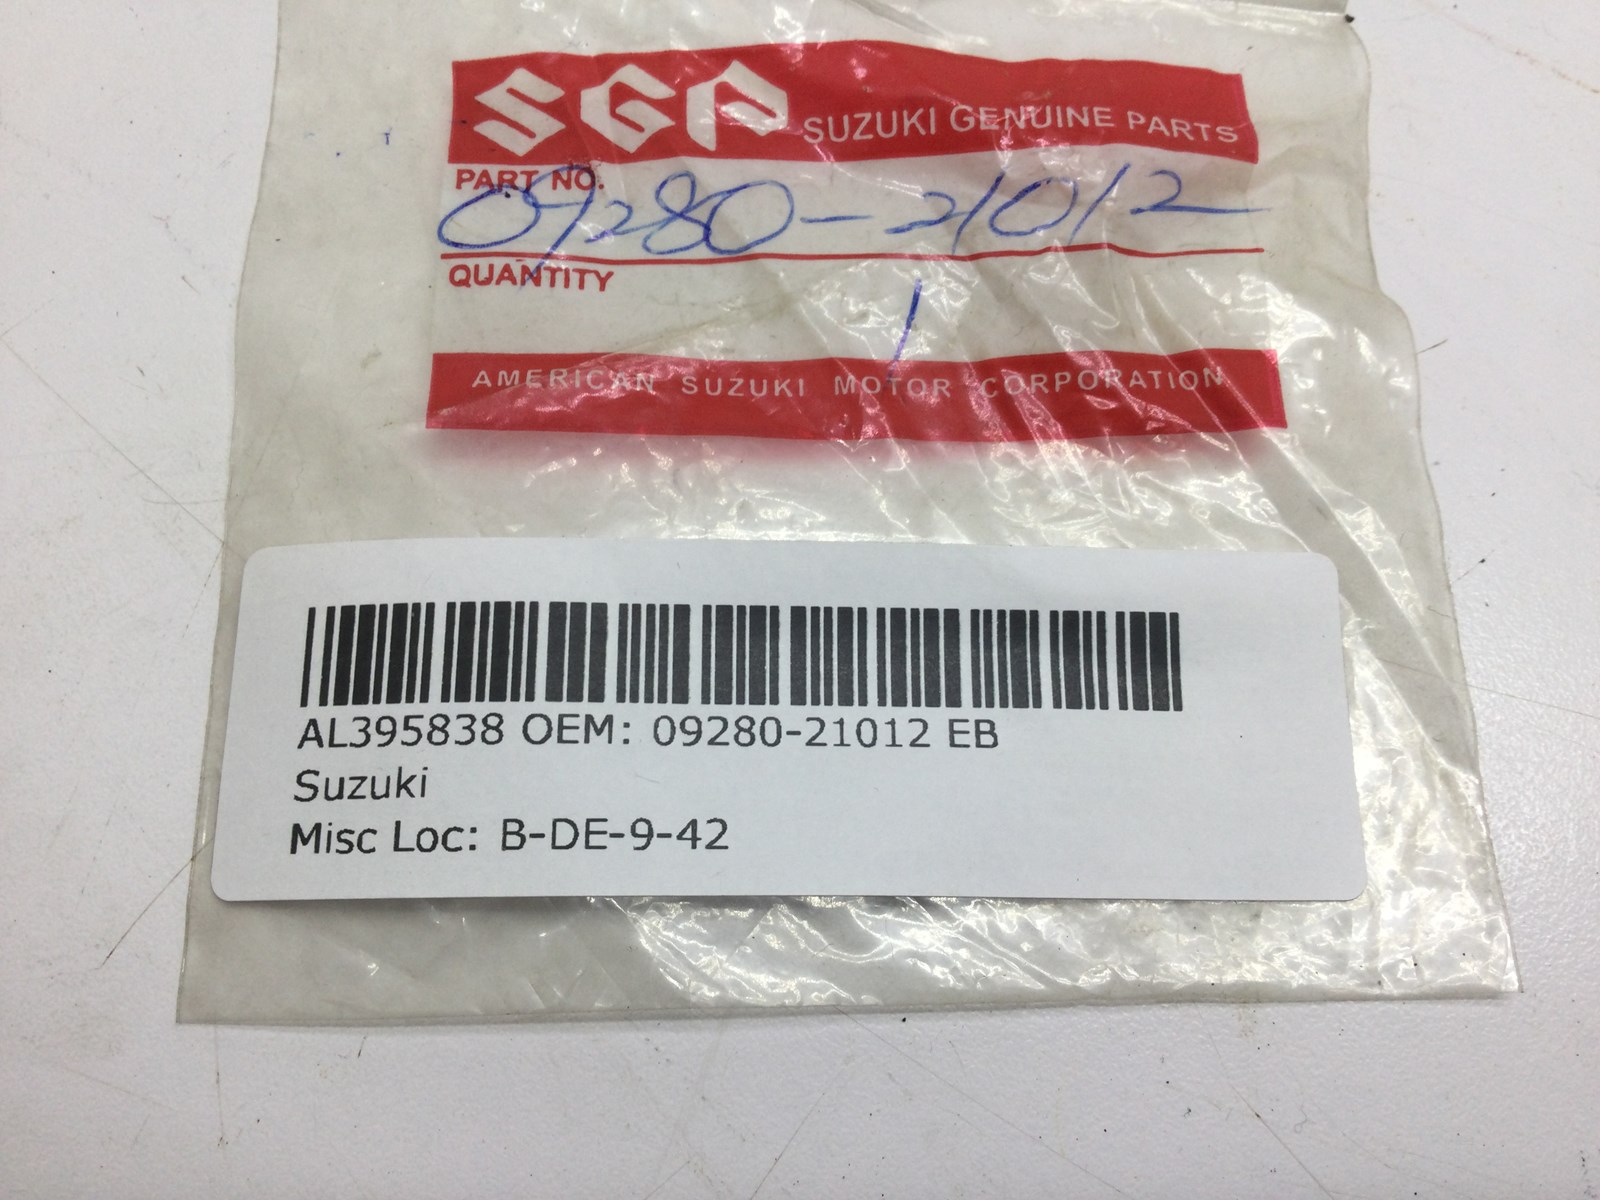 SGP SUZUKI GENUINE PARTS
PART NO.
09280-21012
QUANTITY
1
AMERICAN SUZUKI MOTOR CORPORATION
AL395838 OEM: 09280-21012 EB
Suzuki
Misc Loc: B-DE-9-42